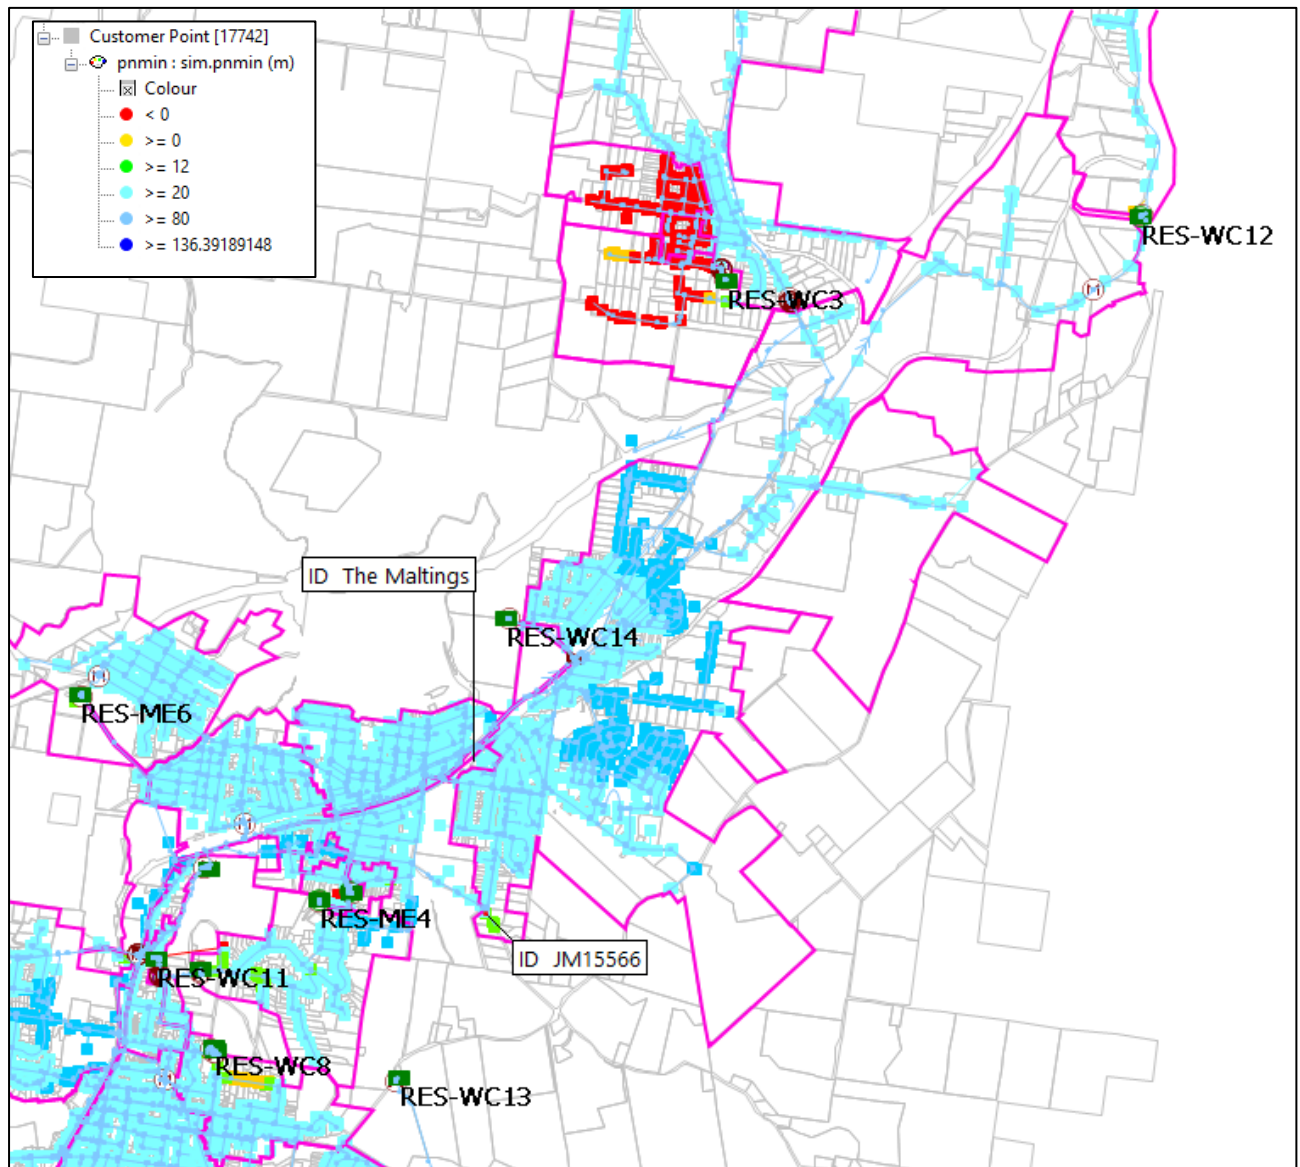 Customer Point [17742]
pnmin : sim.pnmin (m)
Colour
< 0
>= 0
>= 12
>= 20
>= 80
>= 136.39189148
RES-WC12
RES-WC3
M
ID The Maltings
RES-WC14
M
RES-ME6
RES-ME4
ID JM15566
RES-WC11
RES-WC8
RES-WC13